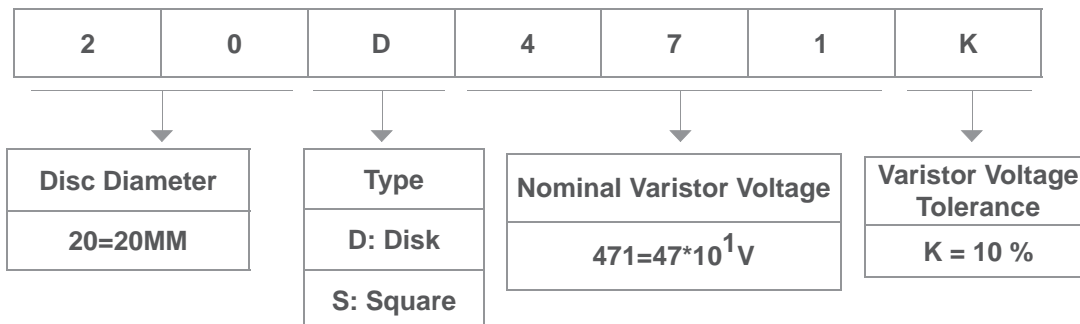 2 0 D 4 7 1 K
Disc Diameter
20=20MM
Type
D: Disk
S: Square
Nominal Varistor Voltage
471=47*10¹V
Varistor Voltage
Tolerance
K = 10 %